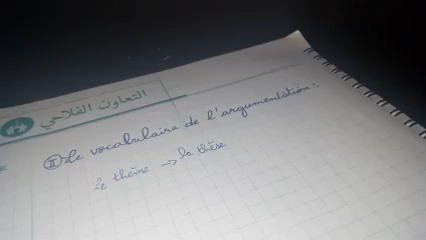 التعاون الفلاحي
II Le vocabulaire de l'argumentation :
Le thème -> la thèse